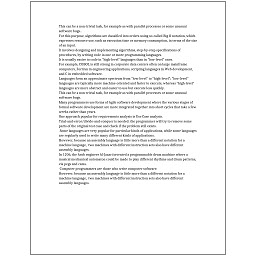 This can be a non-trivial task, for example as with parallel processes or some unusual
software bugs.
For this purpose algorithms are classified into orders using so-called Big O notation which
expresses resource use, such as execution time or memory consumption, in terms of the size
of an input.
It involves designing and implementing algorithms, step-by-step specifications of
procedures, by writing code in one or more programming languages.
It is usually easier to code in "high-level" languages than in "low-level" ones.
For example, COBOL is still strong in corporate data centers often on large mainframe
computers, Fortran in engineering applications, scripting languages in Web development,
and C in embedded software.
Languages form an approximate spectrum from "low-level" to "high-level"; "low-level"
languages are typically more machine-oriented and faster to execute, whereas "high-level"
languages are more abstract and easier to use but execute less quickly.
This can be a non-trivial task, for example as with parallel processes or some unusual
software bugs.
Many programmers use forms of Agile software development where the various stages of
formal software development are more integrated together into short cycles that take a few
weeks rather than years.
One approach popular for requirements analysis is Use Case analysis.
Trial-and-error/divide-and-conquer is needed: the programmer will try to remove some
parts of the original test case and check if the problem still exists.
Some languages are very popular for particular kinds of applications, while some languages
are regularly used to write many different kinds of applications.
However, because an assembly language is little more than a different notation for a
machine language, two machines with different instruction sets also have different
assembly languages.
In 1206, the Arab engineer Al-Jazari invented a programmable drum machine where a
musical mechanical automaton could be made to play different rhythms and drum patterns,
via pegs and cams.
Computer programmers are those who write computer software.
However, because an assembly language is little more than a different notation for a
machine language, two machines with different instruction sets also have different
assembly languages.